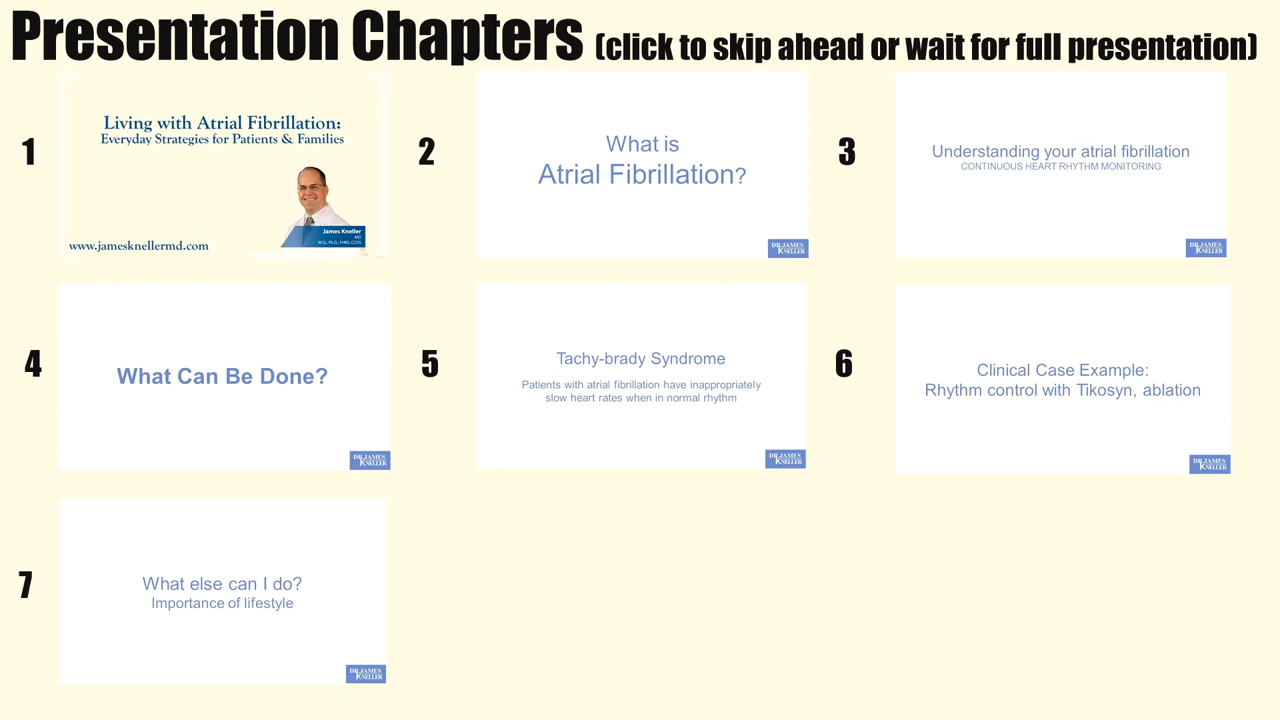 Presentation Chapters (click to skip ahead or wait for full presentation)
1
Living with Atrial Fibrillation:
Everyday Strategies for Patients & Families
James Kneller
MD
M.Sc, Ph.D., FHRS, CCDS
www.jameskneller​md.com
2
What is
Atrial Fibrillation?
DR.JAMES
KNELLER
3
Understanding your atrial fibrillation
CONTINUOUS HEART RHYTHM MONITORING
DR.JAMES
KNELLER
4
What Can Be Done?
DR.JAMES
KNELLER
5
Tachy-brady Syndrome
Patients with atrial fibrillation have inappropriately
slow heart rates when in normal rhythm
DR.JAMES
KNELLER
6
Clinical Case Example:
Rhythm control with Tikosyn, ablation
DR.JAMES
KNELLER
7
What else can I do?
Importance of lifestyle
DR.JAMES
KNELLER